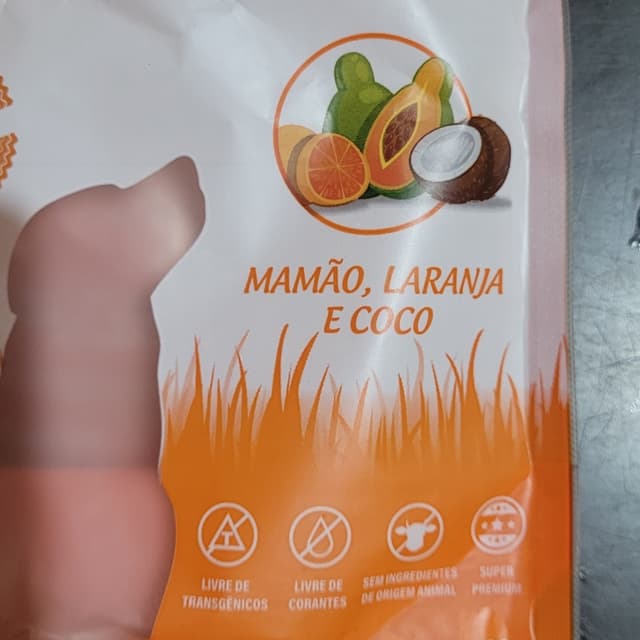 MAMÃO, LARANJA
E COCO
LIVRE DE
TRANSGÊNICOS
LIVRE DE
CORANTES
SEM INGREDIENTES
DE ORIGEM ANIMAL
SUPER
PREMIUM